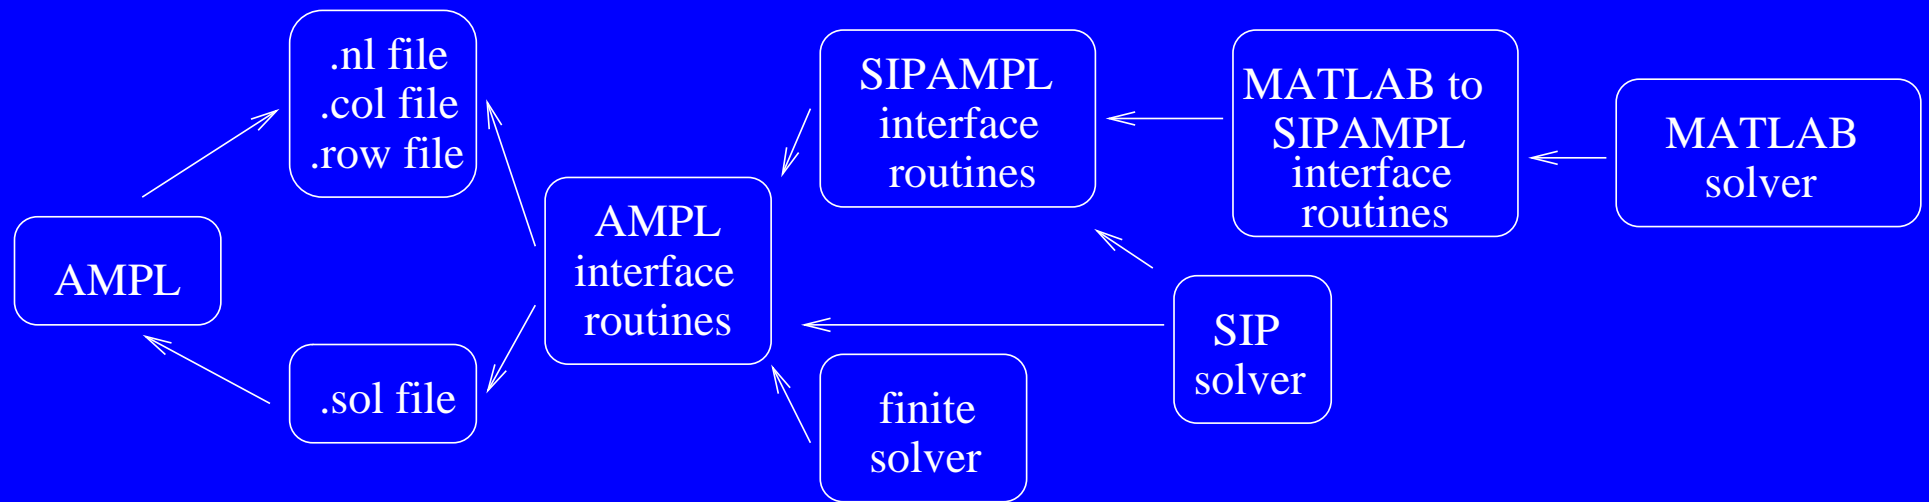 .nl file
.col file
.row file
AMPL
.sol file
AMPL
interface
routines
SIPAMPL
interface
routines
finite
solver
MATLAB to
SIPAMPL
interface
routines
SIP
solver
MATLAB
solver